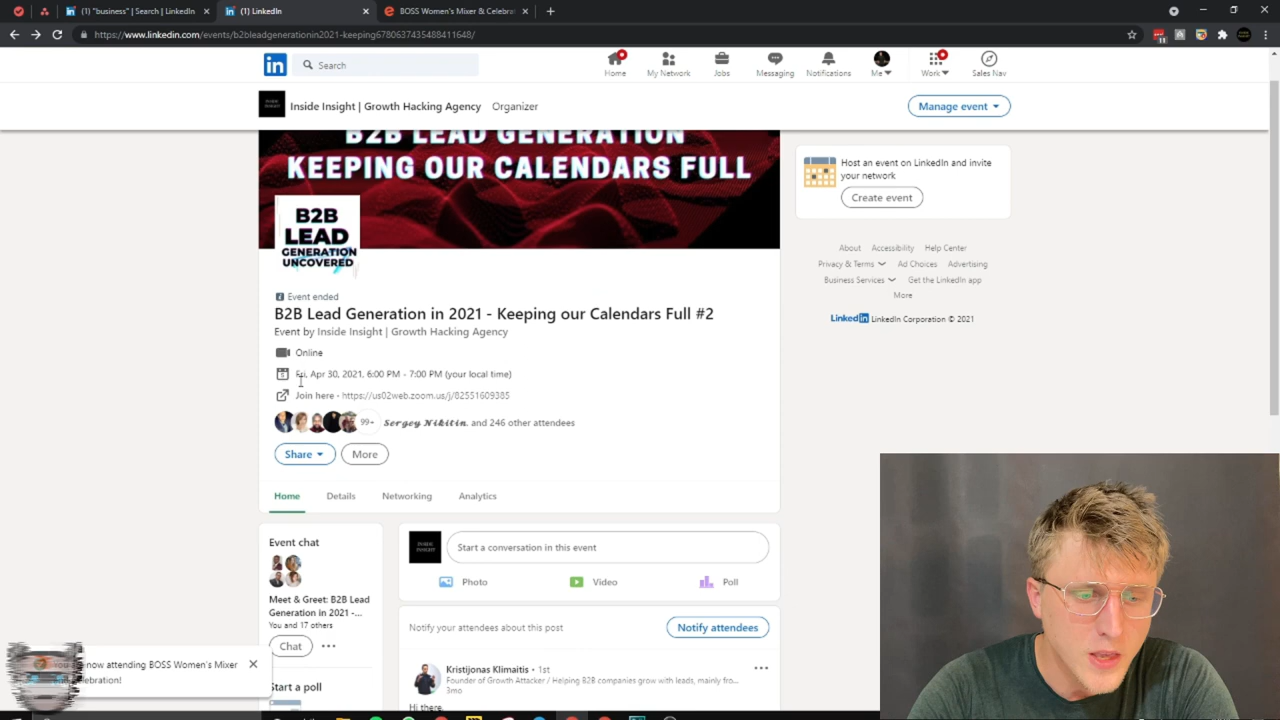 (1) "business" | Search | LinkedIn
(1) LinkedIn
BOSS Women's Mixer & Celebrat
https://www.linkedin.com/events/b2bleadgenerationin2021-keeping6780637435488411648/
11
in
Search
Home
My Network
Jobs
Messaging
Notifications
Me
Work
Sales Nav
Inside Insight | Growth Hacking Agency
Organizer
Manage event
B2B LEAD GENERATION
KEEPING OUR CALENDARS FULL
B2B
LEAD
GENERATION
UNCOVERED
Host an event on LinkedIn and invite
your network
Create event
About
Accessibility
Help Center
Privacy & Terms
Ad Choices
Advertising
Business Services
Get the LinkedIn app
More
LinkedIn LinkedIn Corporation © 2021
Event ended
B2B Lead Generation in 2021 - Keeping our Calendars Full #2
Event by Inside Insight | Growth Hacking Agency
Online
Fri, Apr 30, 2021, 6:00 PM - 7:00 PM (your local time)
Join here • https://us02web.zoom.us/j/82551609385
99+
Sergey Nikitin. and 246 other attendees
Share
More
Home
Details
Networking
Analytics
Event chat
Meet & Greet: B2B Lead
Generation in 2021 -...
You and 17 others
Chat
Start a poll
Start a conversation in this event
Photo
Video
Poll
Notify your attendees about this post
Notify attendees
Kristijonas Klimaitis • 1st
Founder of Growth Attacker / Helping B2B companies grow with leads, mainly fro...
3mo
Hi there,
now attending BOSS Women's Mixer